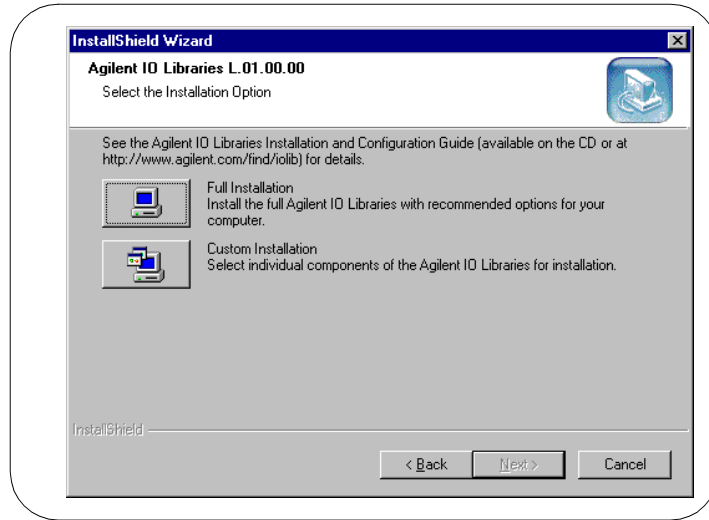 InstallShield Wizard
Agilent IO Libraries L.01.00.00
Select the Installation Option
See the Agilent IO Libraries Installation and Configuration Guide (available on the CD or at
http://www.agilent.com/find/iolib) for details.
Full Installation
Install the full Agilent IO Libraries with recommended options for your
computer.
Custom Installation
Select individual components of the Agilent IO Libraries for installation.
InstallShield
< Back
Next >
Cancel